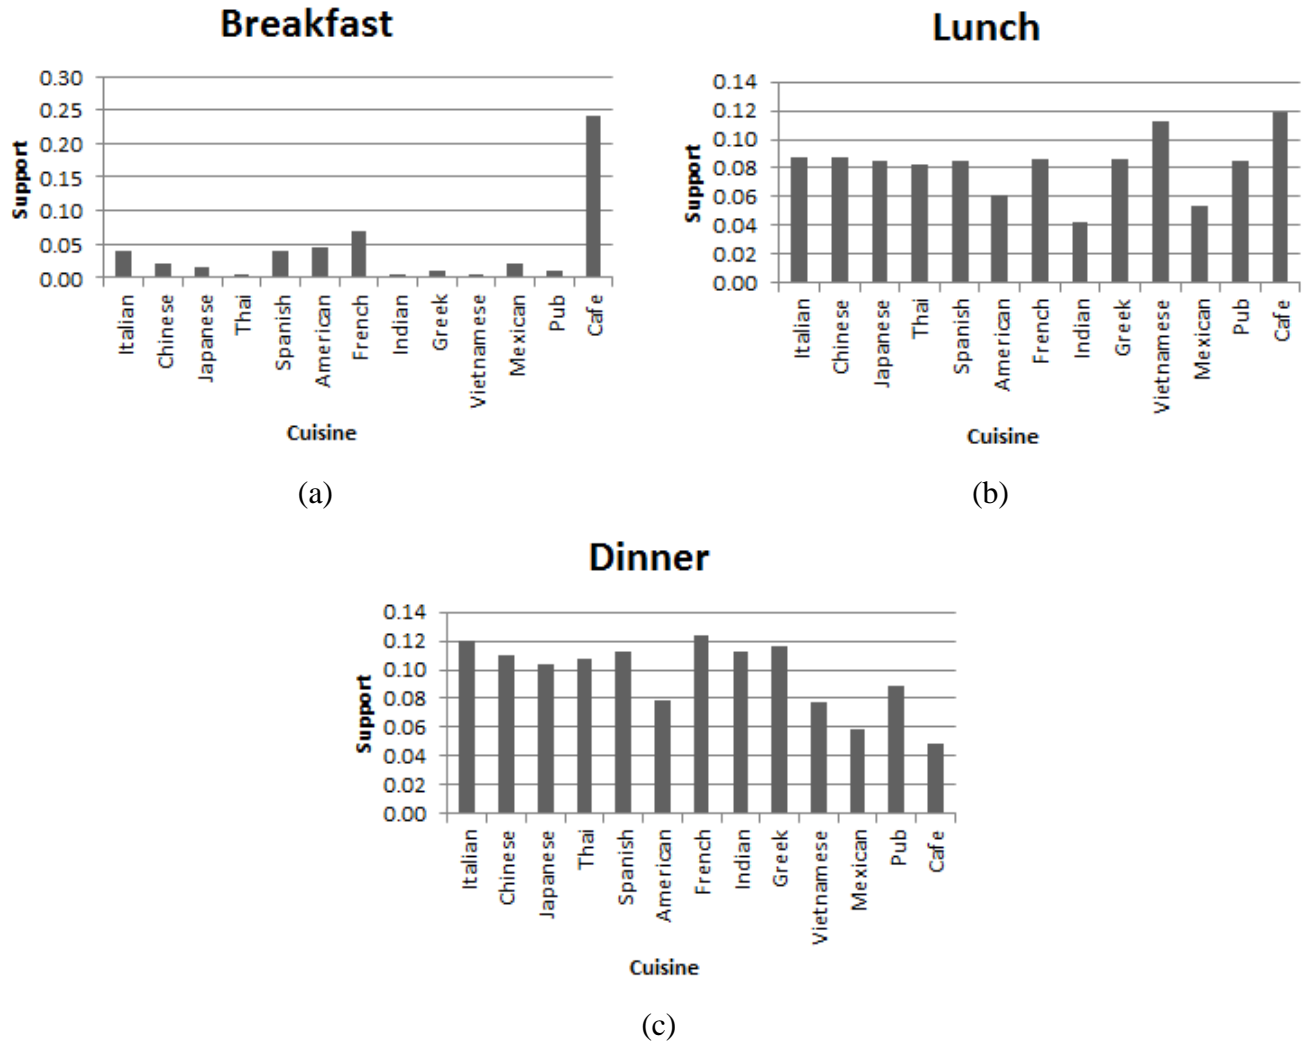 Breakfast
0.30
0.25
0.20
0.15
0.10
0.05
0.00
Support
Italian
Chinese
Japanese
Thai
Spanish
American
French
Indian
Greek
Vietnamese
Mexican
Pub
Cafe
Cuisine
(a)
Lunch
0.14
0.12
0.10
0.08
0.06
0.04
0.02
0.00
Support
Italian
Chinese
Japanese
Thai
Spanish
American
French
Indian
Greek
Vietnamese
Mexican
Pub
Cafe
Cuisine
(b)
Dinner
0.14
0.12
0.10
0.08
0.06
0.04
0.02
0.00
Support
Italian
Chinese
Japanese
Thai
Spanish
American
French
Indian
Greek
Vietnamese
Mexican
Pub
Cafe
Cuisine
(c)